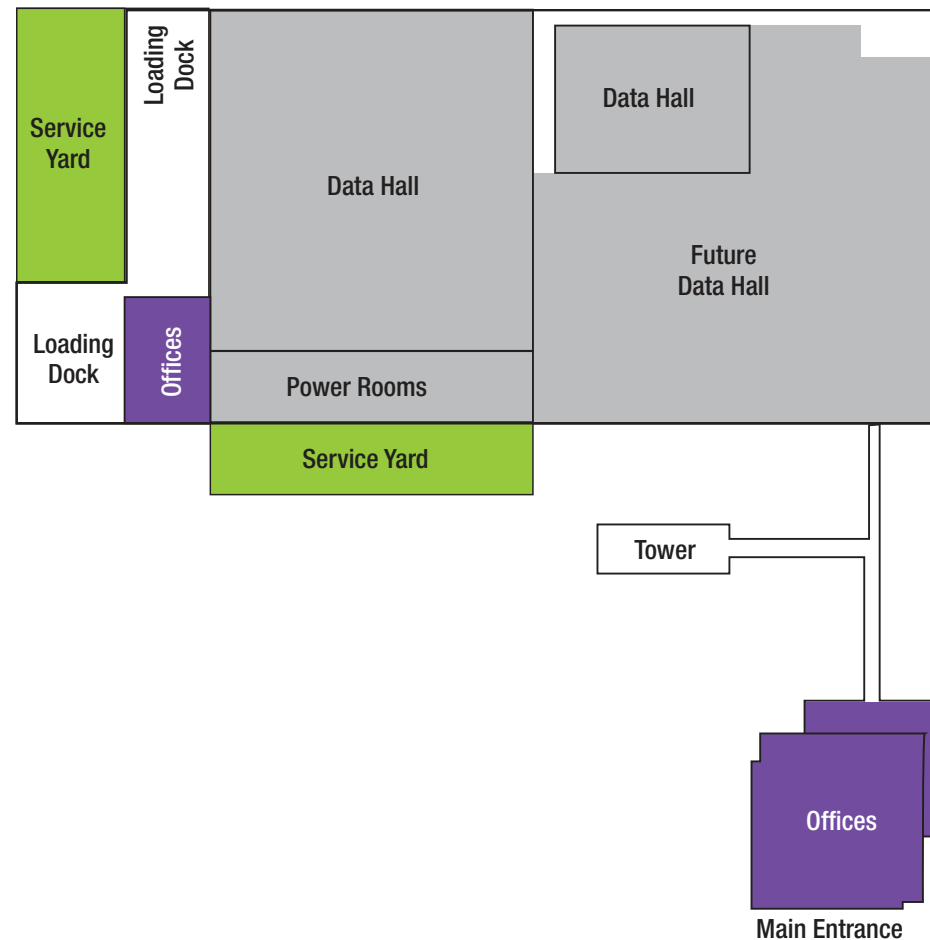 Loading
Dock
Service
Yard
Data Hall
Data Hall
Future
Data Hall
Loading
Dock
Offices
Power Rooms
Service Yard
Tower
Offices
Main Entrance